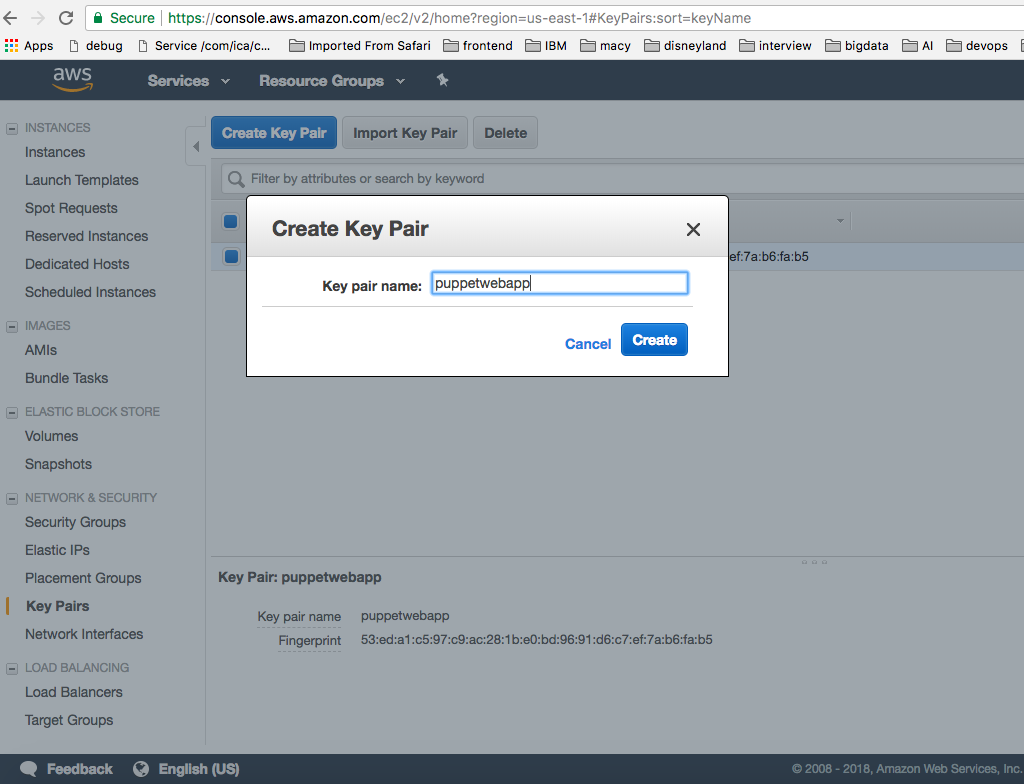 Secure https://console.aws.amazon.com/ec2/v2/home?region=us-east-1#KeyPairs:sort=keyName
Apps debug Service /com/ica/c... Imported From Safari frontend IBM macy disneyland interview bigdata AI devops
aws Services Resource Groups
INSTANCES
Instances
Launch Templates
Spot Requests
Reserved Instances
Dedicated Hosts
Scheduled Instances
IMAGES
AMIs
Bundle Tasks
ELASTIC BLOCK STORE
Volumes
Snapshots
NETWORK & SECURITY
Security Groups
Elastic IPs
Placement Groups
Key Pairs
Network Interfaces
LOAD BALANCING
Load Balancers
Target Groups
Create Key Pair Import Key Pair Delete
Filter by attributes or search by keyword
ef:7a:b6:fa:b5
Create Key Pair
Key pair name: puppetwebapp
Cancel Create
Key Pair: puppetwebapp
Key pair name puppetwebapp
Fingerprint 53:ed:a1:c5:97:c9:ac:28:1b:e0:bd:96:91:d6:c7:ef:7a:b6:fa:b5
Feedback English (US) © 2008 - 2018, Amazon Web Services, Inc.